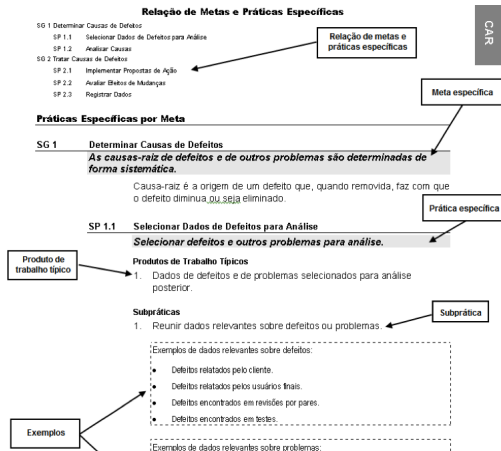 Relação de Metas e Práticas Específicas
SG 1 Determinar Causas de Defeitos
SP 1.1 Selecionar Dados de Defeitos para Análise
SP 1.2 Analisar Causas
SG 2 Tratar Causas de Defeitos
SP 2.1 Implementar Propostas de Ação
SP 2.2 Avaliar Efeitos de Mudanças
SP 2.3 Registrar Dados
Relação de metas e
práticas específicas
CAR
Meta específica
Práticas Específicas por Meta
SG 1 Determinar Causas de Defeitos
As causas-raiz de defeitos e de outros problemas são determinadas de
forma sistemática.
Causa-raiz é a origem de um defeito que, quando removida, faz com que
o defeito diminua ou seja eliminado.
Prática específica
SP 1.1 Selecionar Dados de Defeitos para Análise
Selecionar defeitos e outros problemas para análise.
Produto de
trabalho típico
Produtos de Trabalho Típicos
1. Dados de defeitos e de problemas selecionados para análise
posterior.
Subprática
Subpráticas
1. Reunir dados relevantes sobre defeitos ou problemas.
Exemplos de dados relevantes sobre defeitos:
• Defeitos relatados pelo cliente.
• Defeitos relatados pelos usuários finais.
• Defeitos encontrados em revisões por pares.
• Defeitos encontrados em testes.
Exemplos
Exemplos de dados relevantes sobre problemas: